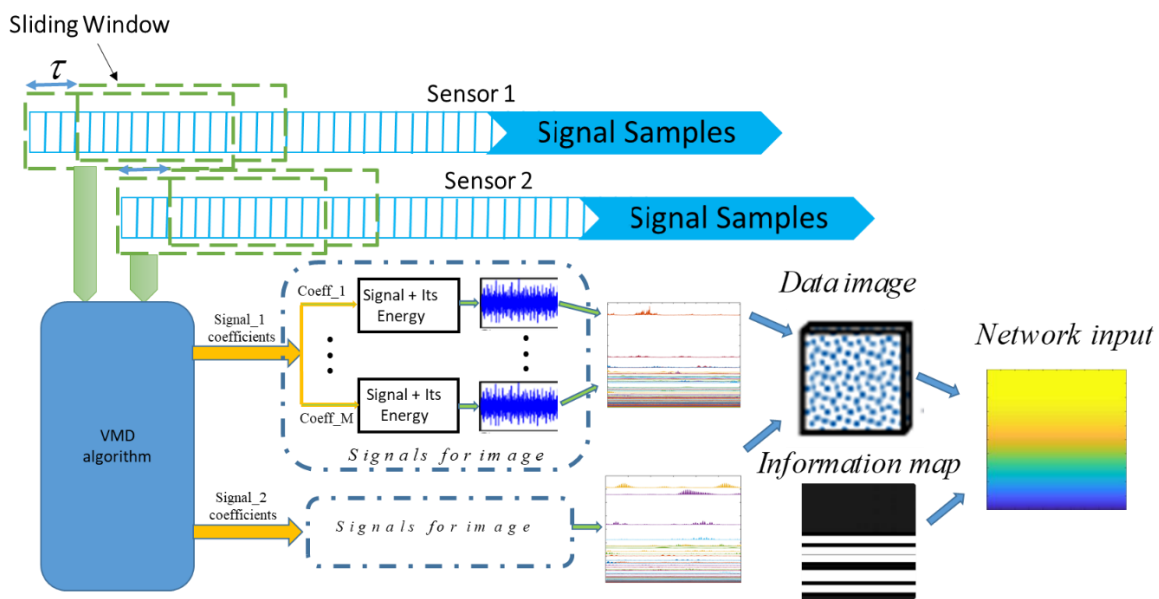 Sliding Window
τ
Sensor 1
Signal Samples
Sensor 2
Signal Samples
Coeff_1
Signal + Its
Energy
Signal_1
coefficients
Coeff_M
Signal + Its
Energy
Signals for image
VMD
algorithm
Signal_2
coefficients
Signals for image
Data image
Information map
Network input